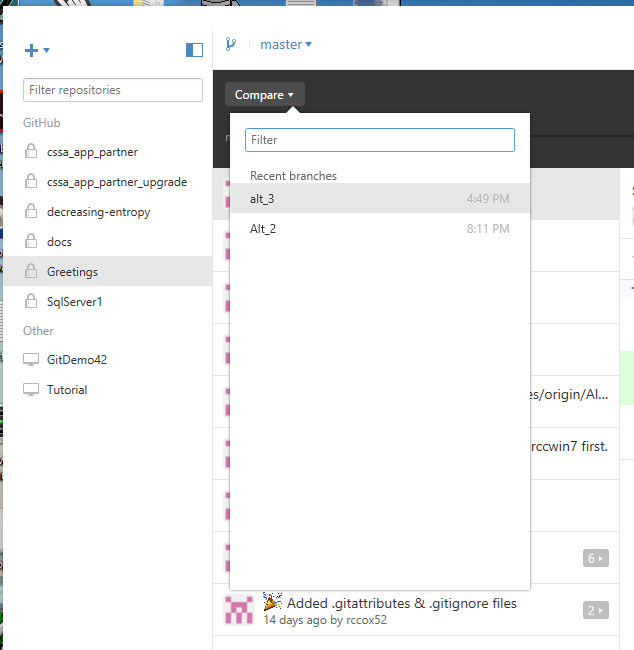 master
Filter repositories
Compare
GitHub
Filter
cssa_app_partner
Recent branches
cssa_app_partner_upgrade
alt_3 4:49 PM
decreasing-entropy
Alt_2 8:11 PM
docs
Greetings
SqlServer1
Other
GitDemo42
Tutorial
es/origin/Al...
rccwin7 first.
6
Added .gitattributes & .gitignore files
2
14 days ago by rccox52